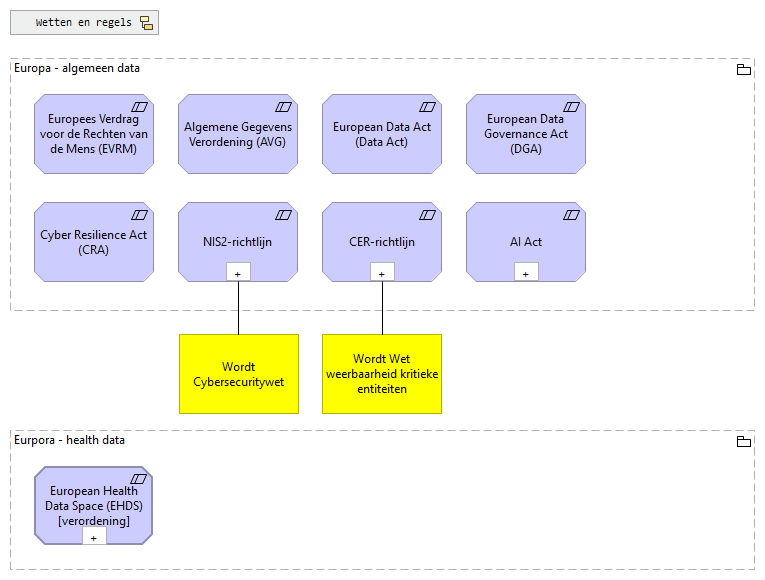 Wetten en regels
Europa - algemeen data
Europees Verdrag
voor de Rechten van
de Mens (EVRM)
Algemene Gegevens
Verordening (AVG)
European Data Act
(Data Act)
European Data
Governance Act
(DGA)
Cyber Resilience Act
(CRA)
NIS2-richtlijn
+
CER-richtlijn
+
AI Act
+
Wordt
Cybersecuritywet
Wordt Wet
weerbaarheid kritieke
entiteiten
Eurpora - health data
European Health
Data Space (EHDS)
[verordening]
+